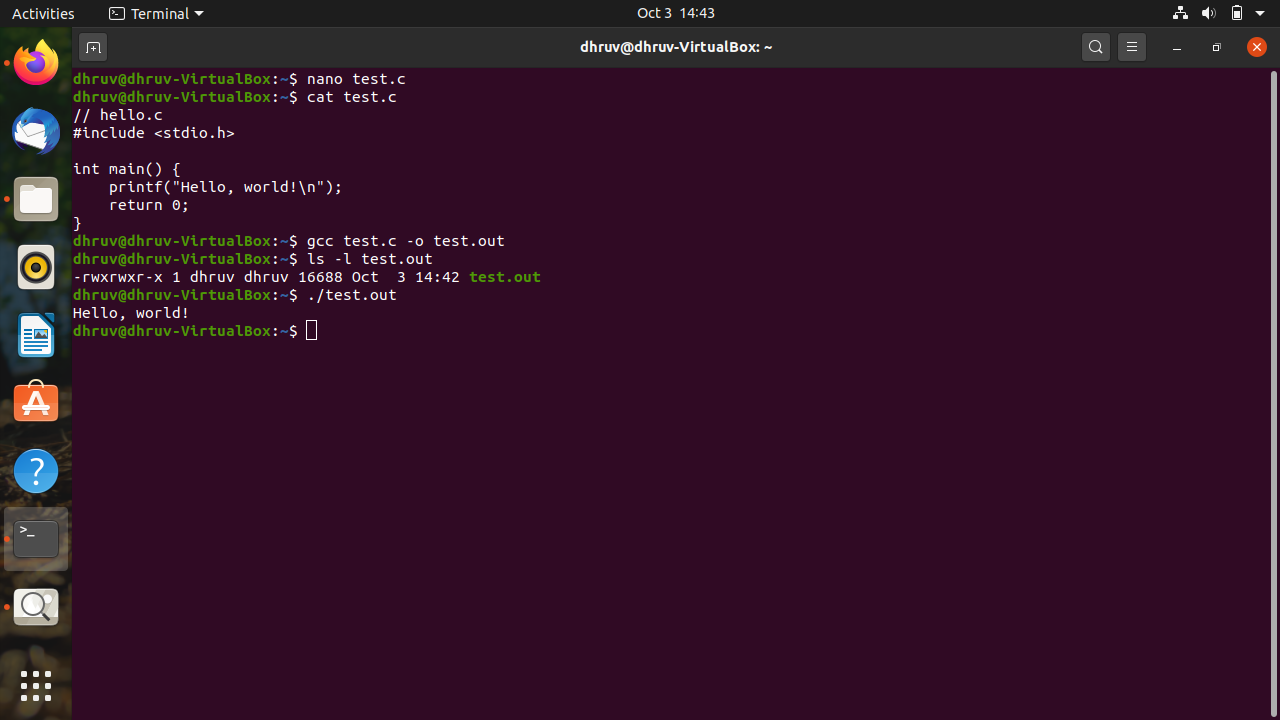 Activities
Terminal
Oct 3 14:43
dhruv@dhruv-VirtualBox: ~
dhruv@dhruv-VirtualBox:~$ nano test.c
dhruv@dhruv-VirtualBox:~$ cat test.c
// hello.c
#include <stdio.h>
int main() {
    printf("Hello, world!\n");
    return 0;
}
dhruv@dhruv-VirtualBox:~$ gcc test.c -o test.out
dhruv@dhruv-VirtualBox:~$ ls -l test.out
-rwxrwxr-x 1 dhruv dhruv 16688 Oct  3 14:42 test.out
dhruv@dhruv-VirtualBox:~$ ./test.out
Hello, world!
dhruv@dhruv-VirtualBox:~$